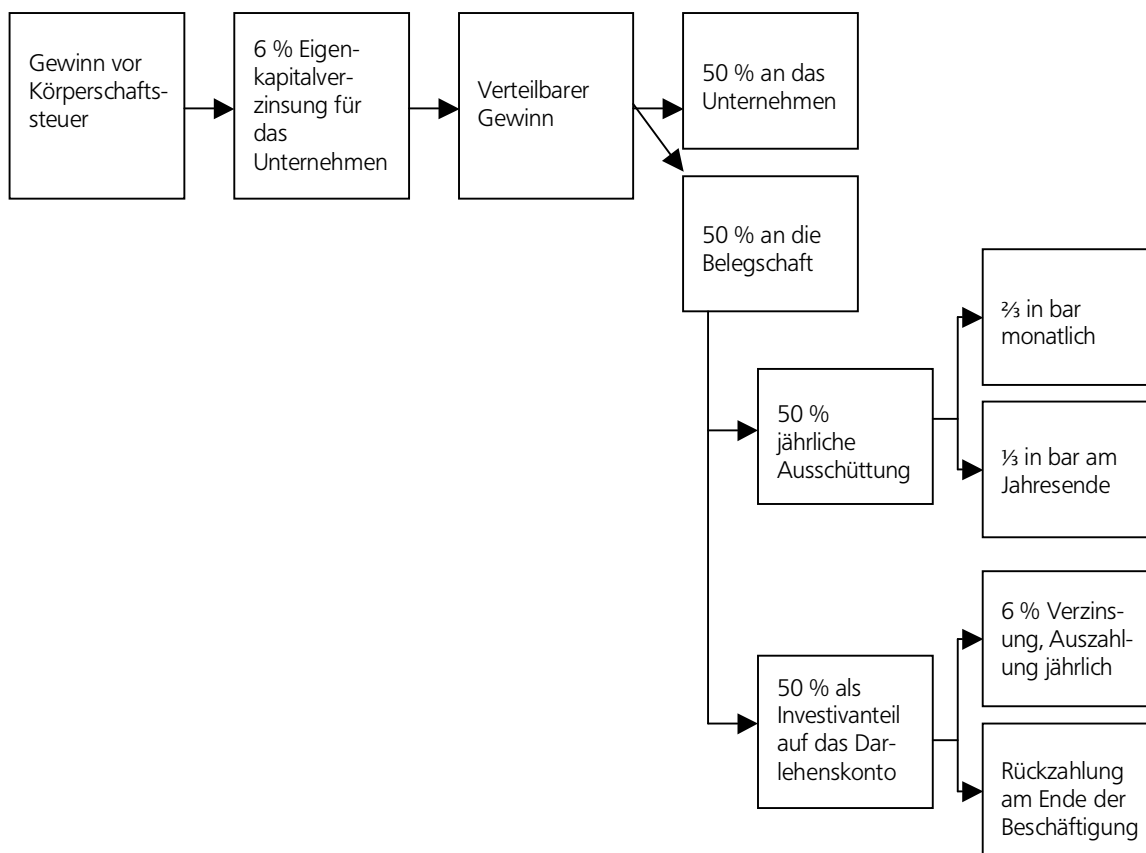 Gewinn vor
Körperschafts-
steuer
6 % Eigen-
kapitalver-
zinsung für
das
Unternehmen
Verteilbarer
Gewinn
50 % an das
Unternehmen
50 % an die
Belegschaft
50 %
jährliche
Ausschüttung
⅔ in bar
monatlich
⅓ in bar am
Jahresende
50 % als
Investivanteil
auf das Dar-
lehenskonto
6 % Verzins-
ung, Auszahl-
ung jährlich
Rückzahlung
am Ende der
Beschäftigung